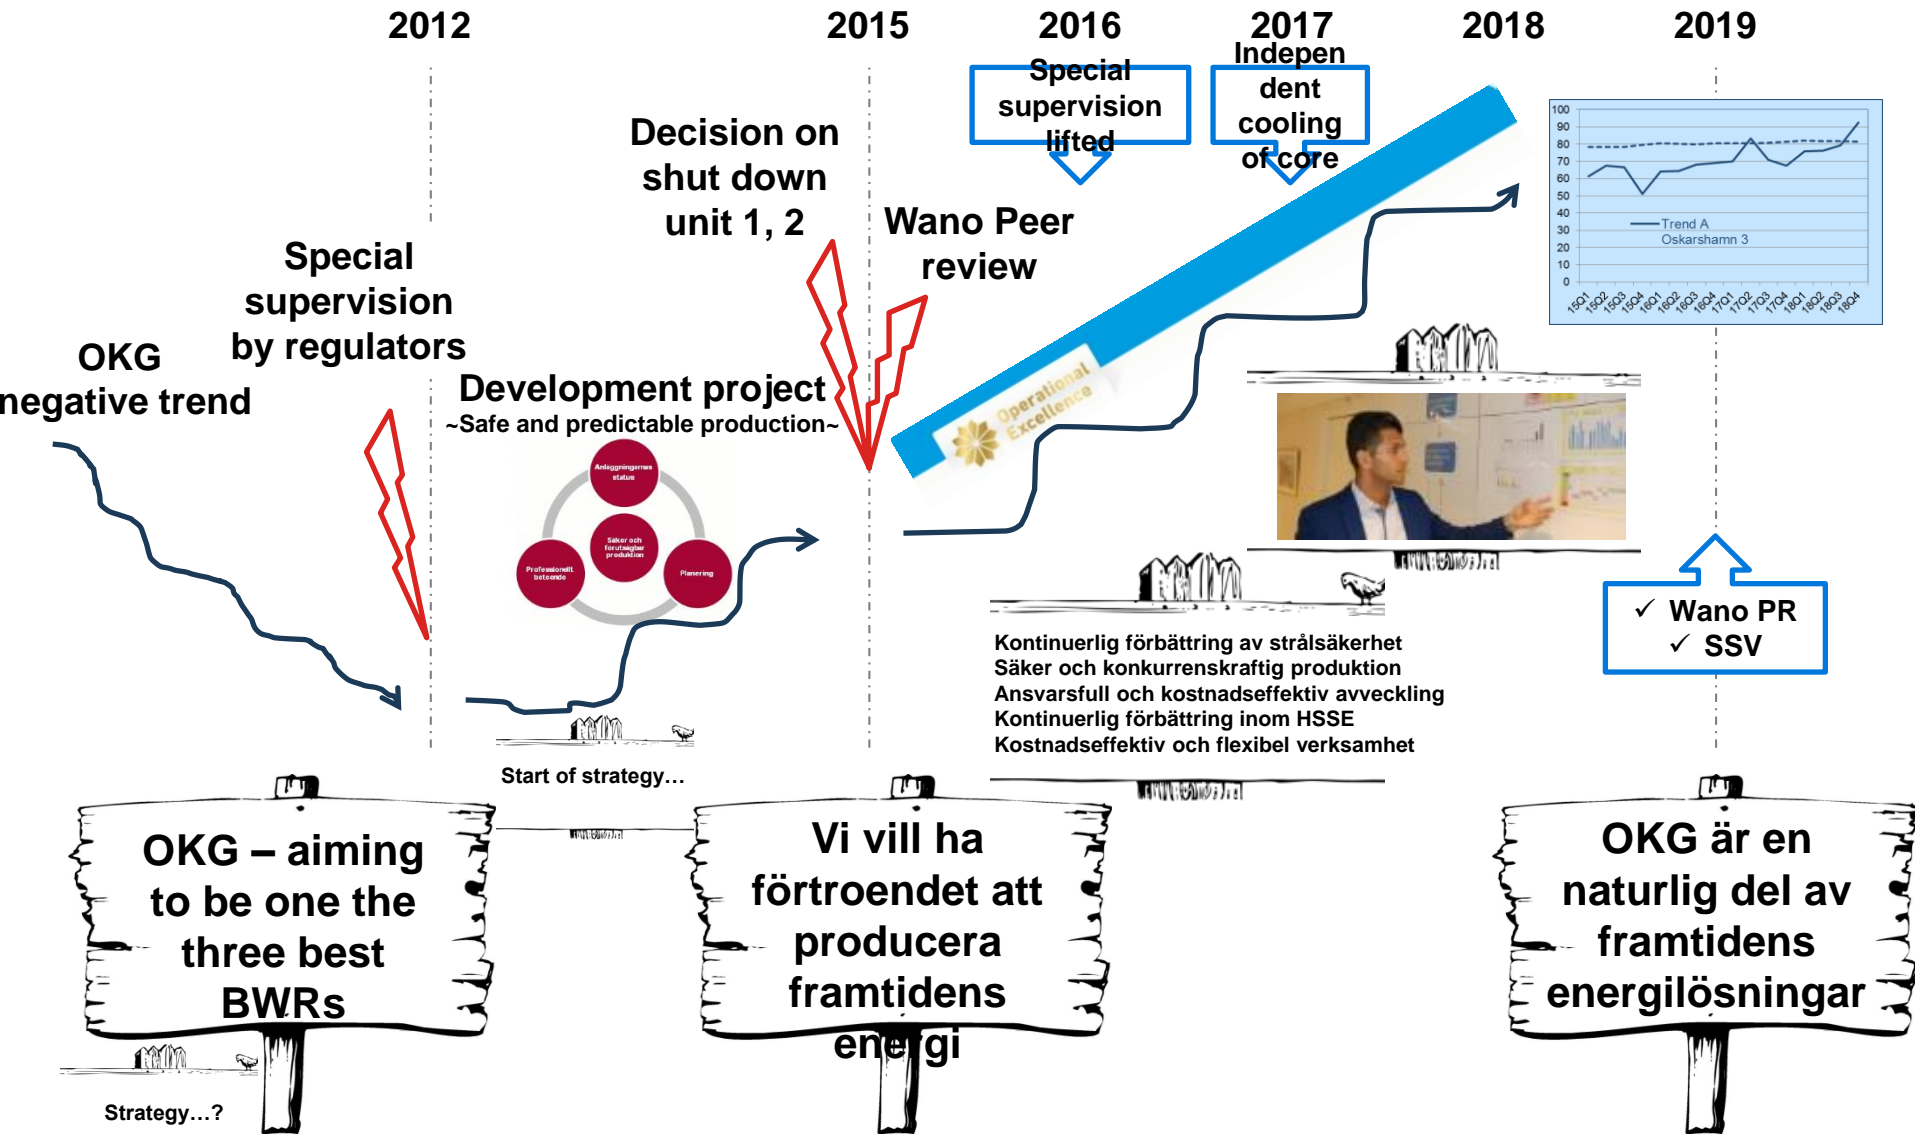 2012
2015
2016
2017
2018
2019
Special
supervision
lifted
Indepen
dent
cooling
of core
Decision on
shut down
unit 1, 2
Wano Peer
review
Special
supervision
by regulators
OKG
negative trend
Development project
~Safe and predictable production~
Anläggningarnas
status
Säker och
förutsägbar
produktion
Professionellt
beteende
Planering
Operational
Excellence
100
90
80
70
60
50
40
30
20
10
0
Trend A
Oskarshamn 3
15Q1
15Q2
15Q3
15Q4
16Q1
16Q2
16Q3
16Q4
17Q1
17Q2
17Q3
17Q4
18Q1
18Q2
18Q3
18Q4
✓ Wano PR
✓ SSV
Kontinuerlig förbättring av strålsäkerhet
Säker och konkurrenskraftig produktion
Ansvarsfull och kostnadseffektiv avveckling
Kontinuerlig förbättring inom HSSE
Kostnadseffektiv och flexibel verksamhet
Start of strategy…
OKG – aiming
to be one the
three best
BWRs
Vi vill ha
förtroendet att
producera
framtidens
energi
OKG är en
naturlig del av
framtidens
energilösningar
Strategy…?